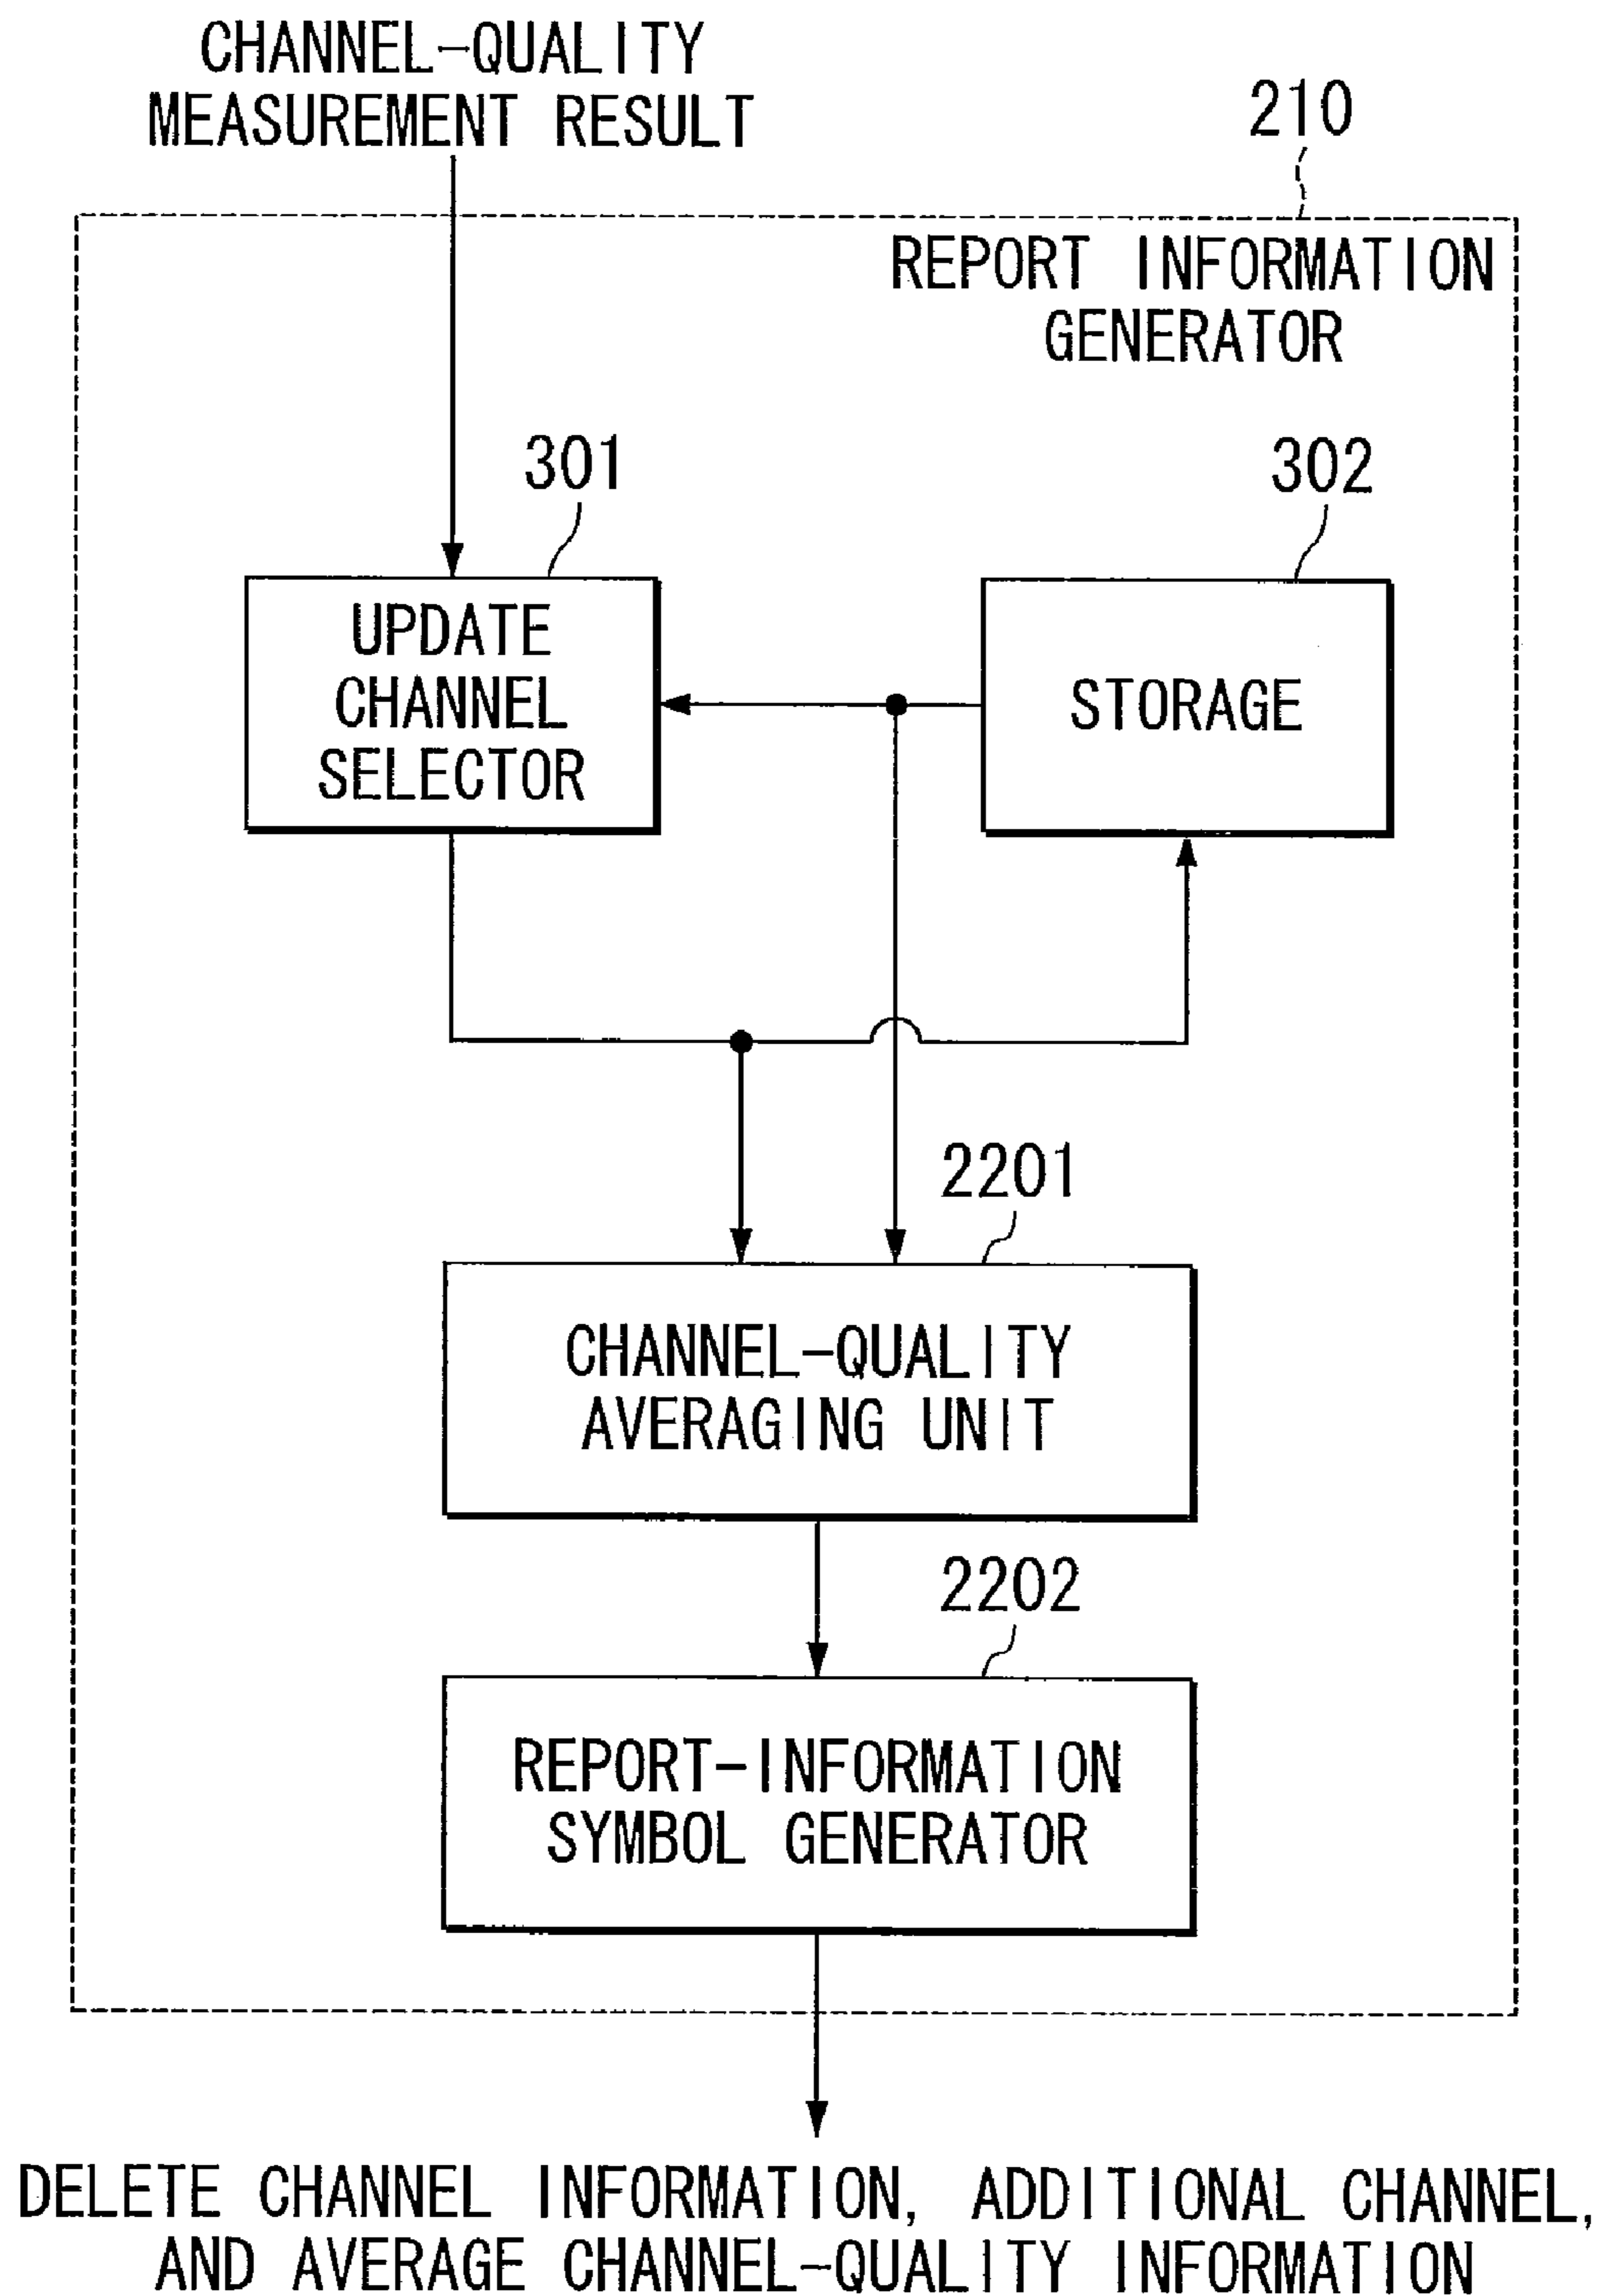 CHANNEL-QUALITY
MEASUREMENT RESULT
210
REPORT INFORMATION
GENERATOR
301
302
UPDATE
CHANNEL
SELECTOR
STORAGE
2201
CHANNEL-QUALITY
AVERAGING UNIT
2202
REPORT-INFORMATION
SYMBOL GENERATOR
DELETE CHANNEL INFORMATION, ADDITIONAL CHANNEL,
AND AVERAGE CHANNEL-QUALITY INFORMATION